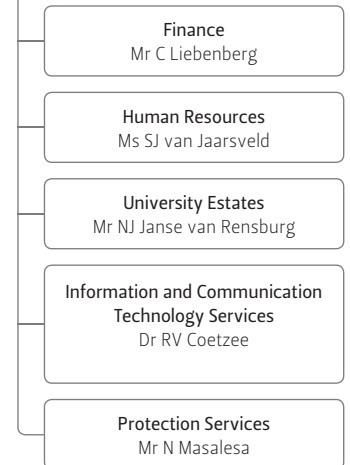 Finance
Mr C Liebenberg
Human Resources
Ms SJ van Jaarsveld
University Estates
Mr NJ Janse van Rensburg
Information and Communication
Technology Services
Dr RV Coetzee
Protection Services
Mr N Masalesa